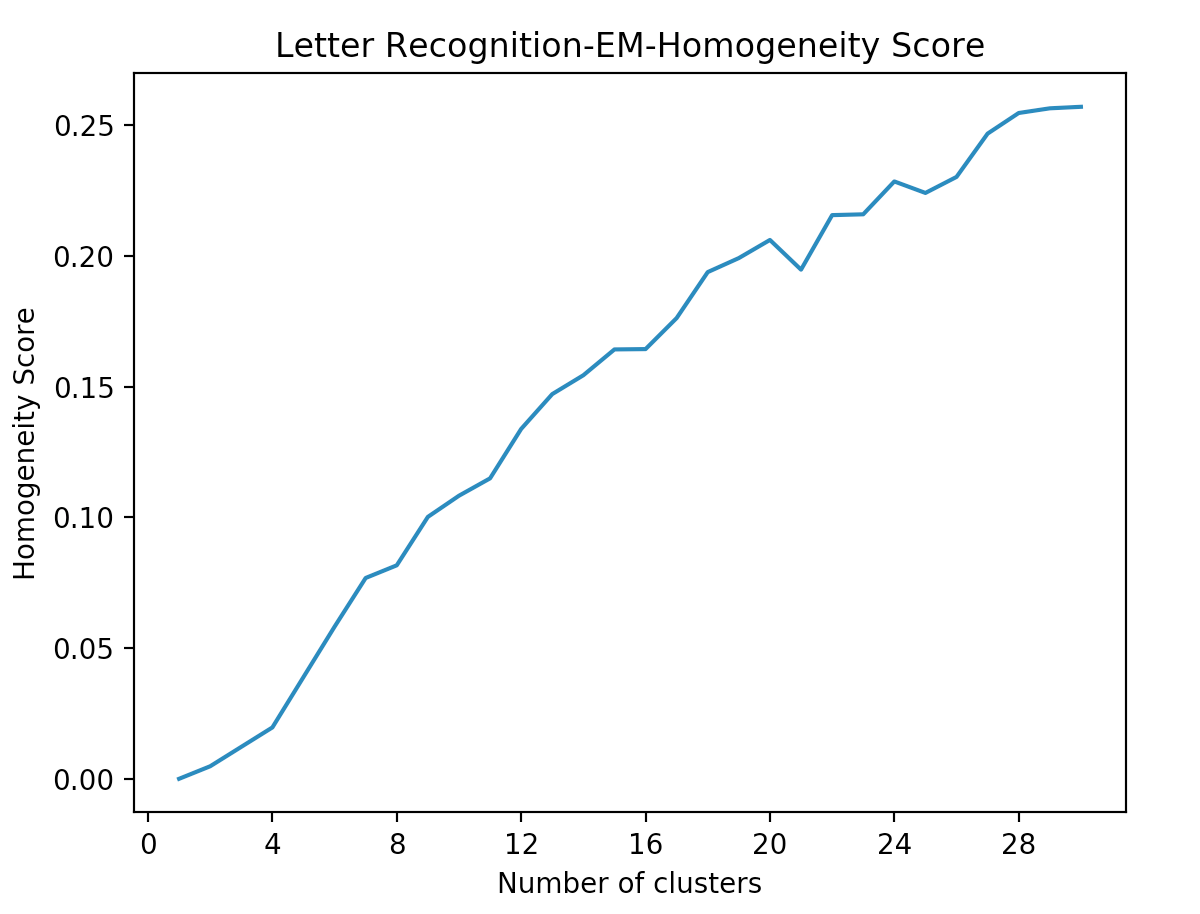 Letter Recognition-EM-Homogeneity Score
Homogeneity Score
0.25
0.20
0.15
0.10
0.05
0.00
0 4 8 12 16 20 24 28
Number of clusters